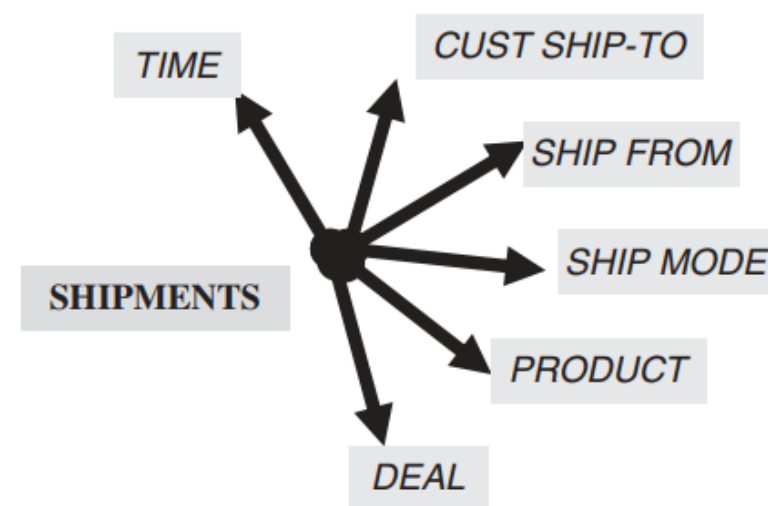 TIME
CUST SHIP-TO
SHIP FROM
SHIP MODE
SHIPMENTS
PRODUCT
DEAL